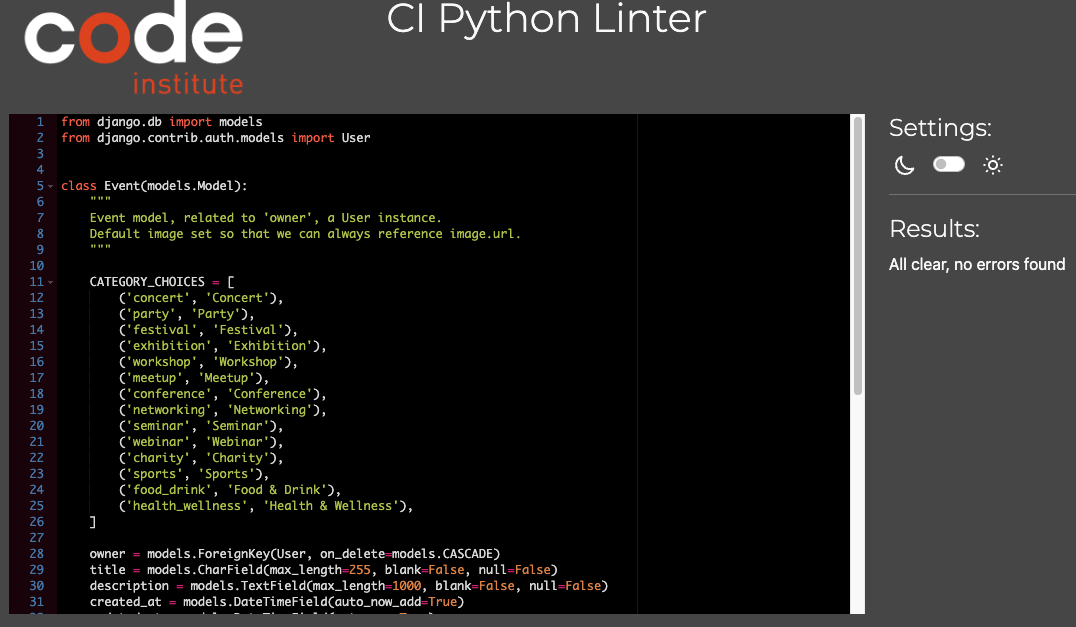 code
institute
CI Python Linter
1 from django.db import models
2 from django.contrib.auth.models import User
3
4
5 class Event(models.Model):
6     """
7     Event model, related to 'owner', a User instance.
8     Default image set so that we can always reference image.url.
9     """
10
11     CATEGORY_CHOICES = [
12         ('concert', 'Concert'),
13         ('party', 'Party'),
14         ('festival', 'Festival'),
15         ('exhibition', 'Exhibition'),
16         ('workshop', 'Workshop'),
17         ('meetup', 'Meetup'),
18         ('conference', 'Conference'),
19         ('networking', 'Networking'),
20         ('seminar', 'Seminar'),
21         ('webinar', 'Webinar'),
22         ('charity', 'Charity'),
23         ('sports', 'Sports'),
24         ('food_drink', 'Food & Drink'),
25         ('health_wellness', 'Health & Wellness'),
26     ]
27
28     owner = models.ForeignKey(User, on_delete=models.CASCADE)
29     title = models.CharField(max_length=255, blank=False, null=False)
30     description = models.TextField(max_length=1000, blank=False, null=False)
31     created_at = models.DateTimeField(auto_now_add=True)
Settings:
Results:
All clear, no errors found